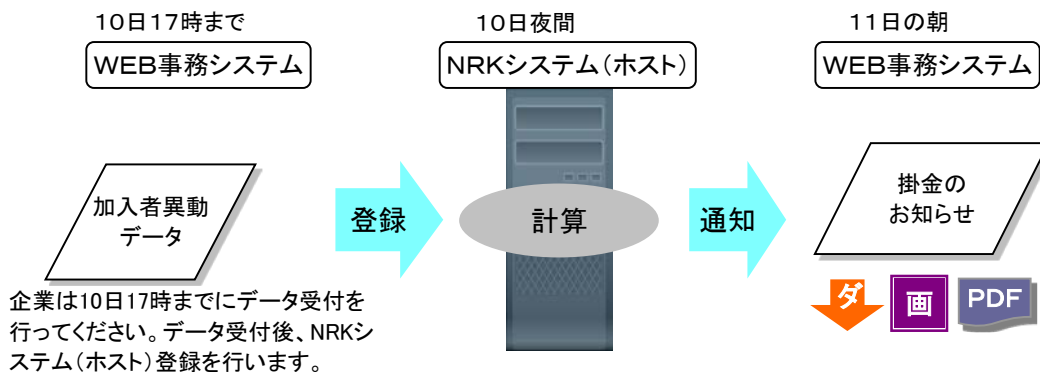 10日17時まで
WEB事務システム
10日夜間
NRKシステム(ホスト)
11日の朝
WEB事務システム
加入者異動
データ
登録
計算
通知
掛金の
お知らせ
企業は10日17時までにデータ受付を
行ってください。データ受付後、NRKシ
ステム(ホスト)登録を行います。
ダ
画
PDF